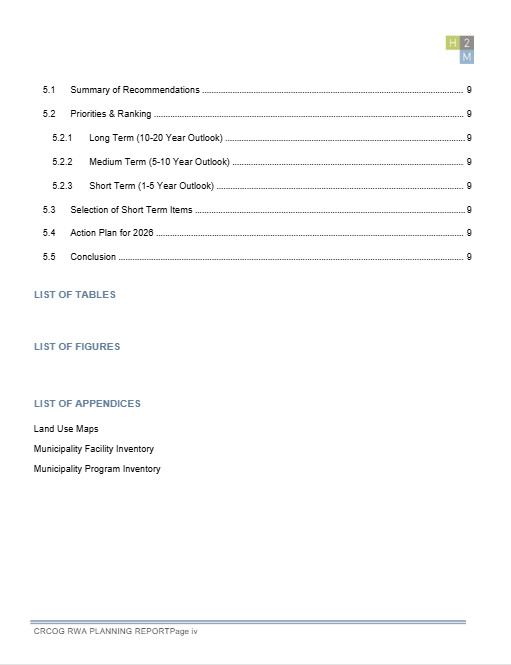 H 2
M
5.1 Summary of Recommendations 9
5.2 Priorities & Ranking 9
5.2.1 Long Term (10-20 Year Outlook) 9
5.2.2 Medium Term (5-10 Year Outlook) 9
5.2.3 Short Term (1-5 Year Outlook) 9
5.3 Selection of Short Term Items 9
5.4 Action Plan for 2026 9
5.5 Conclusion 9
LIST OF TABLES
LIST OF FIGURES
LIST OF APPENDICES
Land Use Maps
Municipality Facility Inventory
Municipality Program Inventory
CRCOG RWA PLANNING REPORTPage iv